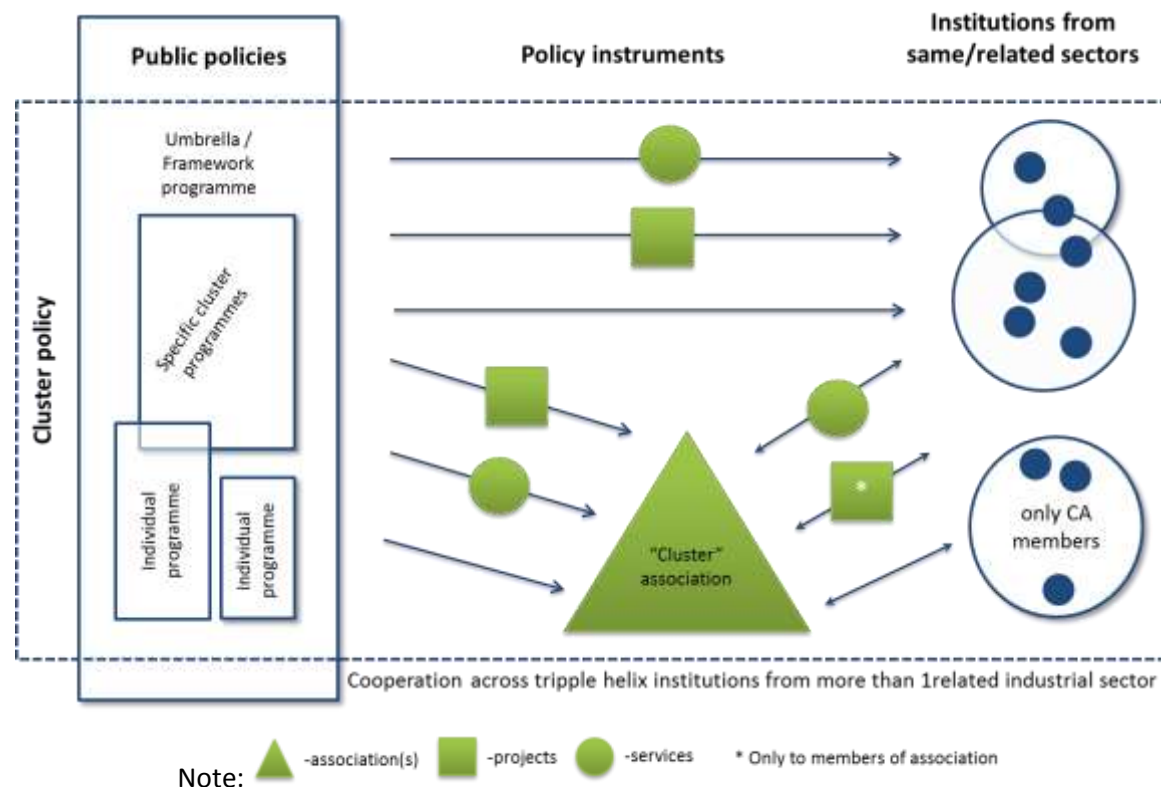 Public policies
Policy instruments
Institutions from
same/related sectors
Umbrella /
Framework
programme
Cluster policy
Specific cluster
programmes
Individual
programme
Individual
programme
*
"Cluster"
association
only CA
members
Cooperation across tripple helix institutions from more than 1related industrial sector
Note:
-association(s)
-projects
-services
* Only to members of association